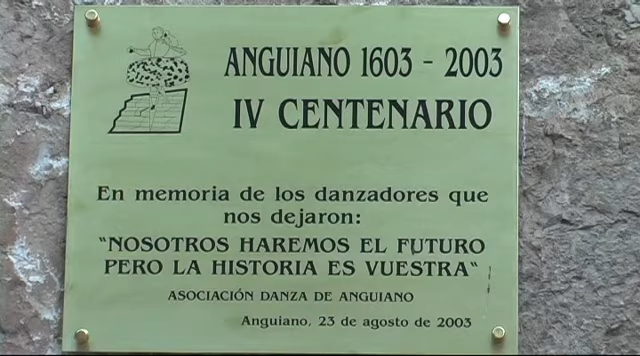 ANGUIANO 1603 - 2003
IV CENTENARIO
En memoria de los danzadores que
nos dejaron:
"NOSOTROS HAREMOS EL FUTURO
PERO LA HISTORIA ES VUESTRA"
ASOCIACIÓN DANZA DE ANGUIANO
Anguiano, 23 de agosto de 2003